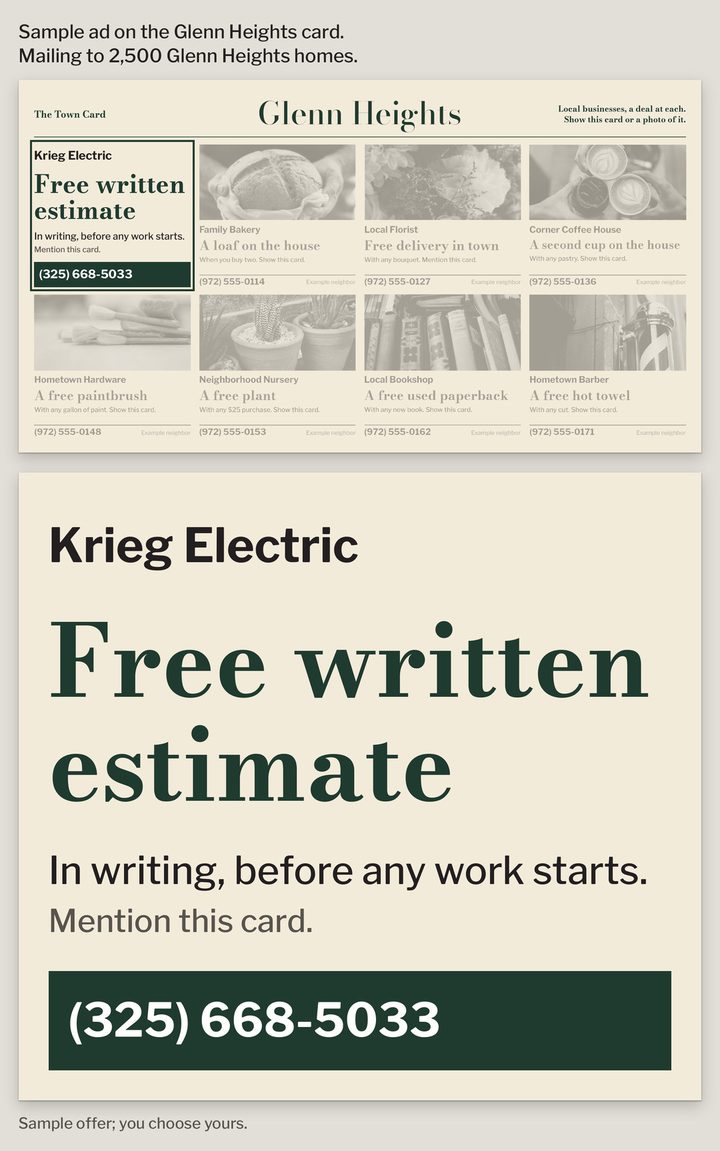 Sample ad on the Glenn Heights card.
Mailing to 2,500 Glenn Heights homes.
The Town Card
Glenn Heights
Local businesses, a deal at each.
Show this card or a photo of it.
Krieg Electric
Free written
estimate
In writing, before any work starts.
Mention this card.
(325) 668-5033
Family Bakery
A loaf on the house
When you buy two. Show this card.
(972) 555-0114
Example neighbor
Local Florist
Free delivery in town
With any bouquet. Mention this card.
(972) 555-0127
Example neighbor
Corner Coffee House
A second cup on the house
With any pastry. Show this card.
(972) 555-0136
Example neighbor
Hometown Hardware
A free paintbrush
With any gallon of paint. Show this card.
(972) 555-0148
Example neighbor
Neighborhood Nursery
A free plant
With any $25 purchase. Show this card.
(972) 555-0153
Example neighbor
Local Bookshop
A free used paperback
With any new book. Show this card.
(972) 555-0162
Example neighbor
Hometown Barber
A free hot towel
With any cut. Show this card.
(972) 555-0171
Example neighbor
Krieg Electric
Free written
estimate
In writing, before any work starts.
Mention this card.
(325) 668-5033
Sample offer; you choose yours.